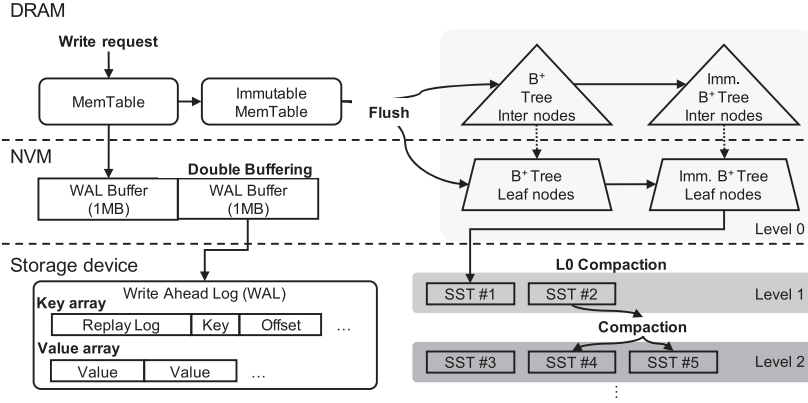 DRAM
Write request
MemTable
Immutable
MemTable
Flush
B+
Tree
Inter nodes
Imm.
B+ Tree
Inter nodes
NVM
Double Buffering
WAL Buffer
(1MB)
WAL Buffer
(1MB)
B+ Tree
Leaf nodes
Imm. B+ Tree
Leaf nodes
Level 0
Storage device
Write Ahead Log (WAL)
Key array
Replay Log
Key
Offset
...
Value array
Value
Value
...
L0 Compaction
SST #1
SST #2
Level 1
Compaction
SST #3
SST #4
SST #5
Level 2
⋮